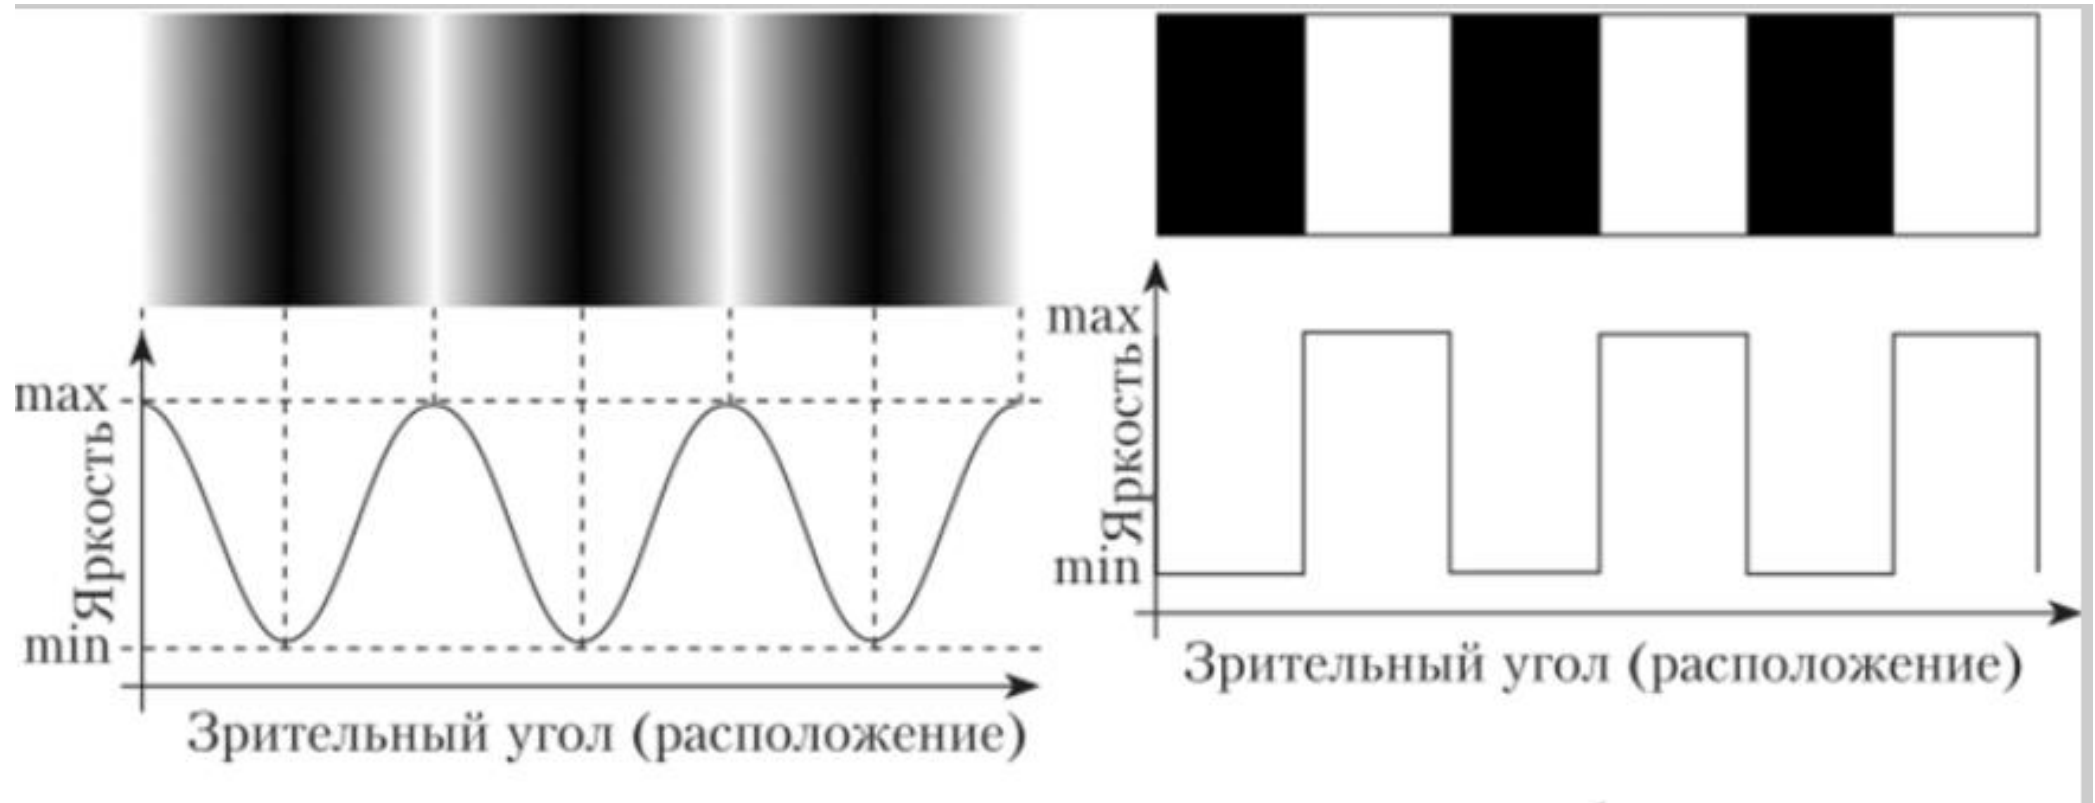 max
Яркость
min
Зрительный угол (расположение)
max
Яркость
min
Зрительный угол (расположение)